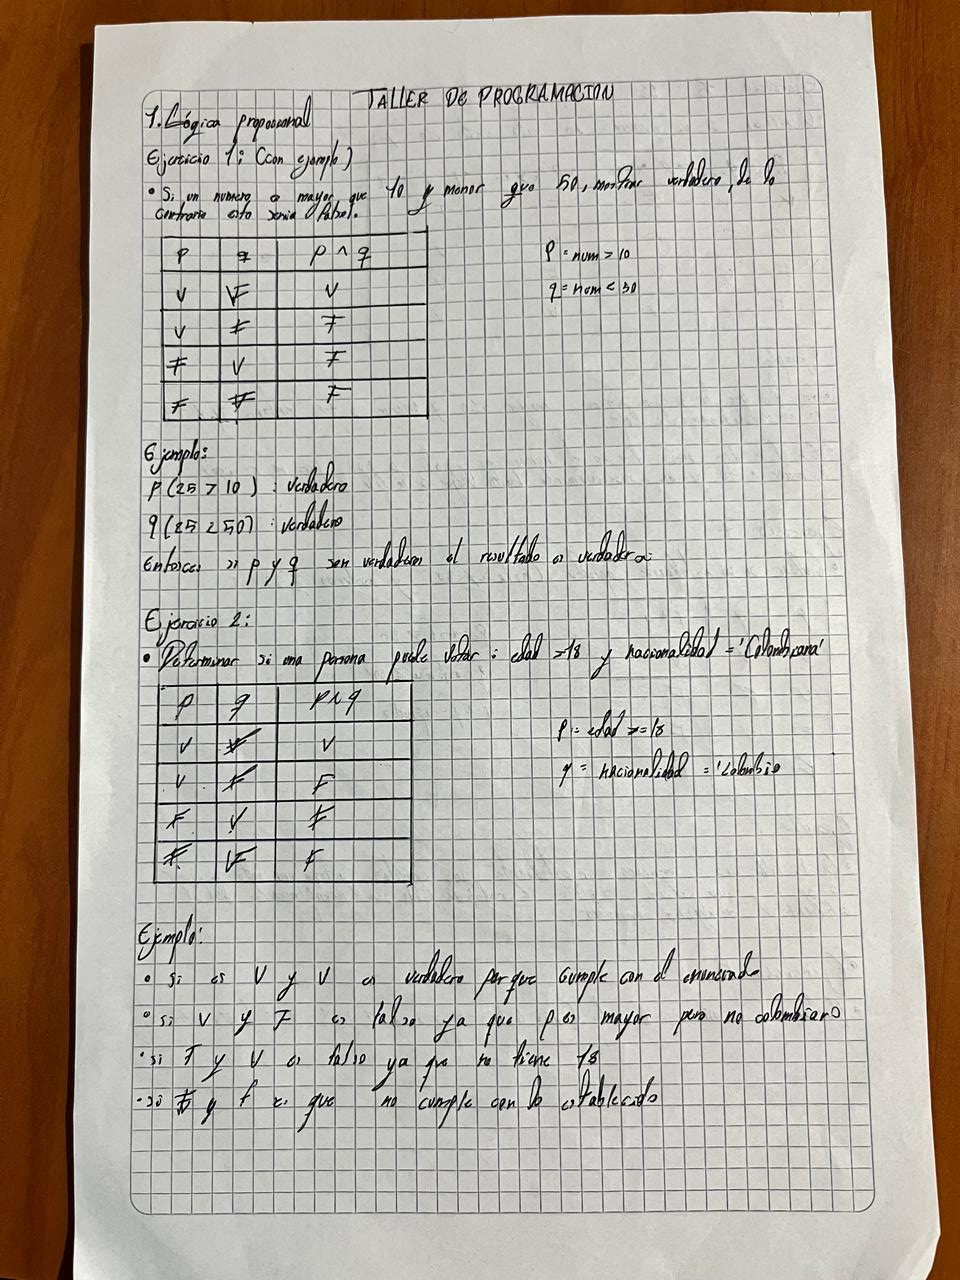 TALLER DE PROGRAMACION
1. Lógica proposicional
Ejercicio 1: (con ejemplo)
• Si un numero es mayor que 10 y menor que 50, mostrar verdadero, de lo
contrario esto seria falso.
p q p ∧ q
V V V
V F F
F V F
F F F
p = num > 10
q = num < 50
Ejemplo:
p (25 > 10) : verdadero
q (25 < 50) : verdadero
Entonces si p y q son verdaderos el resultado es verdadero.
Ejercicio 2:
• Determinar si una persona puede votar : edad >18 y nacionalidad = 'Colombiana'
p q p ∧ q
V V
V F F
F V F
F F F
p = edad >= 18
q = nacionalidad = 'Colombia
Ejemplo:
• si es V y V es verdadero porque cumple con el enunciado
• si V y F es falso ya que p es mayor pero no colombiano
• si F y V es falso ya que no tiene 18
• si F y f es que no cumple con lo establecido